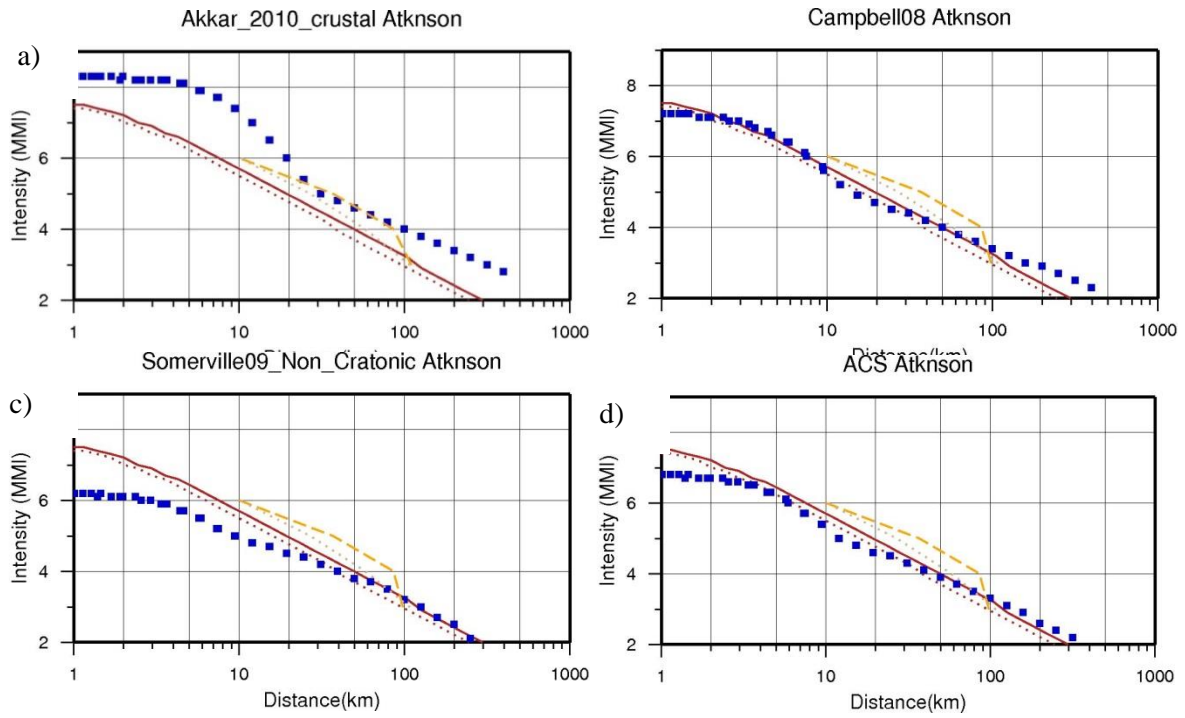 Akkar_2010_crustal Atknson
a)
Intensity (MMI)
6
4
2
1
10
100
1000
Campbell08 Atknson
Intensity (MMI)
8
6
4
2
1
10
100
1000
Distance(km)
Somerville09_Non_Cratonic Atknson
c)
Intensity (MMI)
6
4
2
1
10
100
1000
Distance(km)
ACS Atknson
d)
Intensity (MMI)
6
4
2
1
10
100
1000
Distance(km)